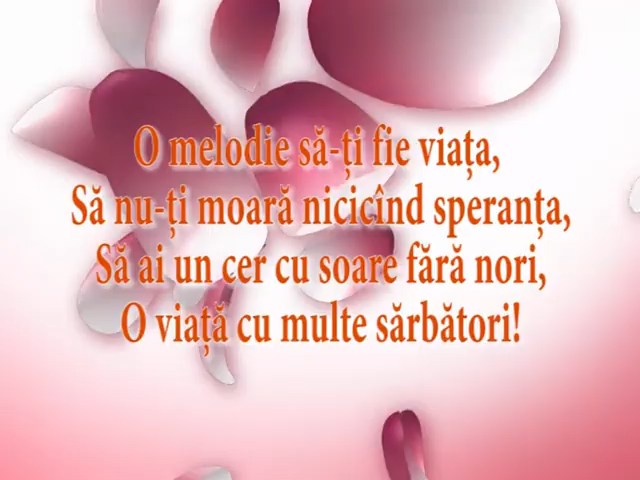 O melodie să-ți fie viața,
Să nu-ți moară nicicînd speranța,
Să ai un cer cu soare fără nori,
O viață cu multe sărbători!